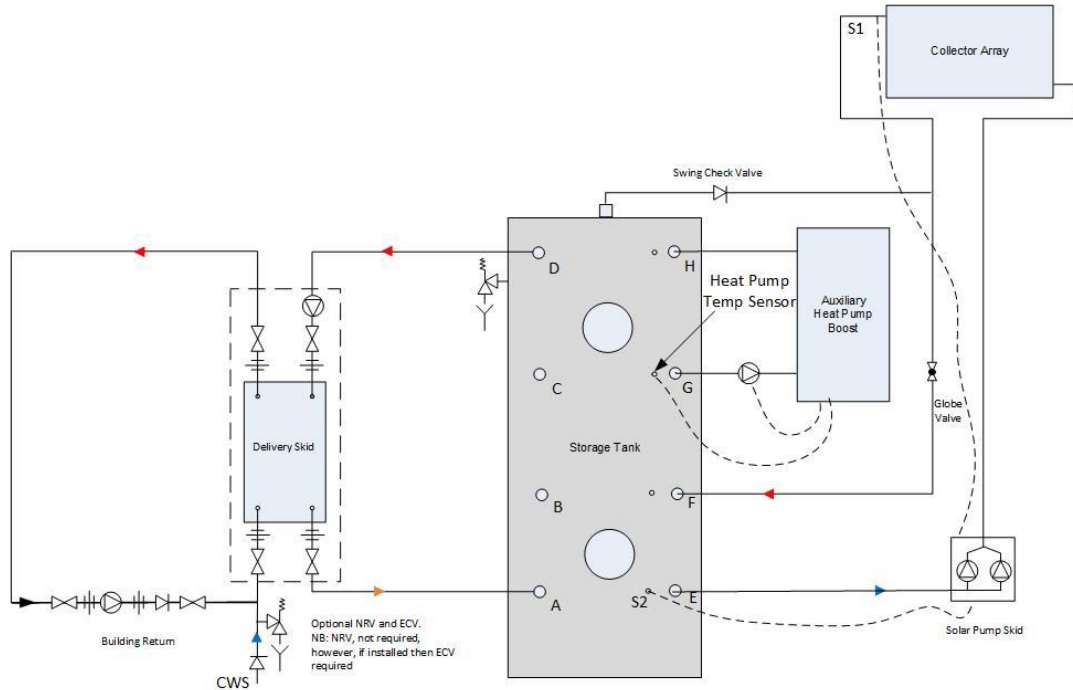 S1
Collector Array
Swing Check Valve
D
H
Heat Pump
Temp Sensor
Auxiliary
Heat Pump
Boost
C
G
Globe
Valve
Delivery Skid
Storage Tank
B
F
A
S2
E
Building Return
Optional NRV and ECV.
NB: NRV, not required,
however, if installed then ECV
required
Solar Pump Skid
CWS